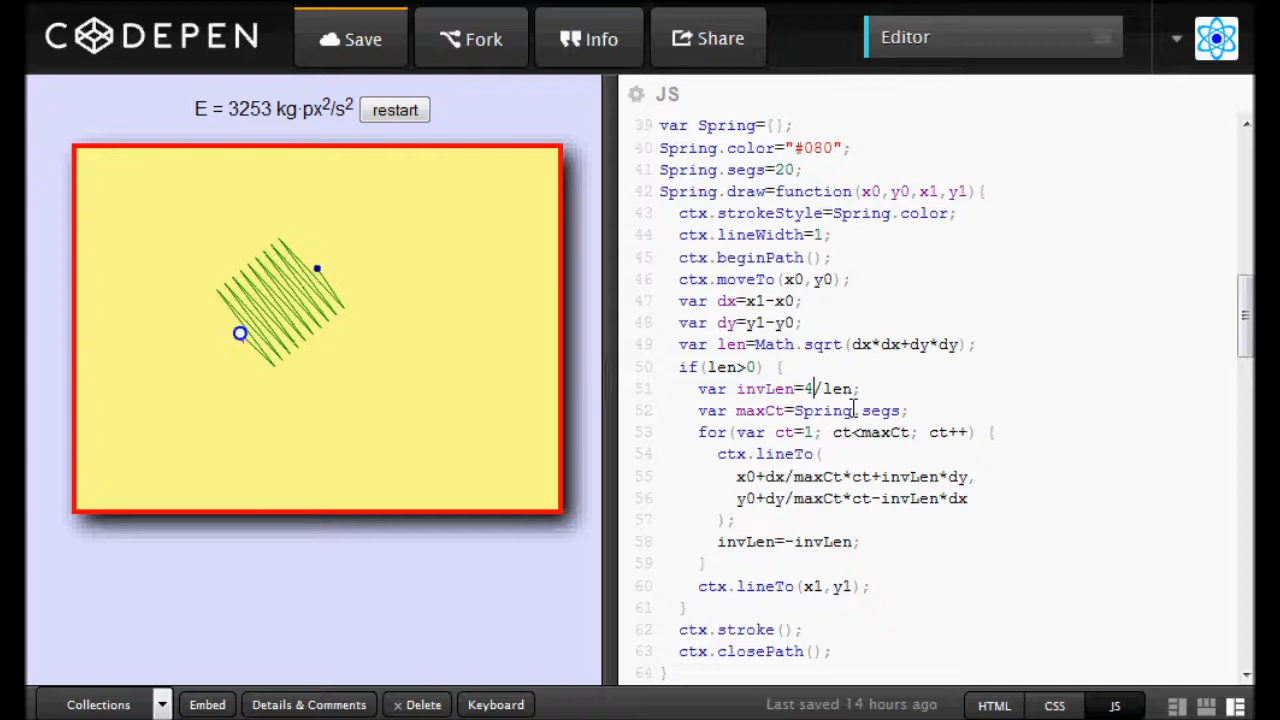 CODEPEN
Save
Fork
Info
Share
Editor
E = 3253 kg·px²/s² restart
JS
39 var Spring={};
40 Spring.color="#080";
41 Spring.segs=20;
42 Spring.draw=function(x0,y0,x1,y1){
43 ctx.strokeStyle=Spring.color;
44 ctx.lineWidth=1;
45 ctx.beginPath();
46 ctx.moveTo(x0,y0);
47 var dx=x1-x0;
48 var dy=y1-y0;
49 var len=Math.sqrt(dx*dx+dy*dy);
50 if(len>0) {
51 var invLen=4/len;
52 var maxCt=Spring.segs;
53 for(var ct=1; ct<maxCt; ct++) {
54 ctx.lineTo(
55 x0+dx/maxCt*ct+invLen*dy,
56 y0+dy/maxCt*ct-invLen*dx
57 );
58 invLen=-invLen;
59 }
60 ctx.lineTo(x1,y1);
61 }
62 ctx.stroke();
63 ctx.closePath();
64 }
Collections
Embed
Details & Comments
× Delete
Keyboard
Last saved 14 hours ago
HTML
CSS
JS